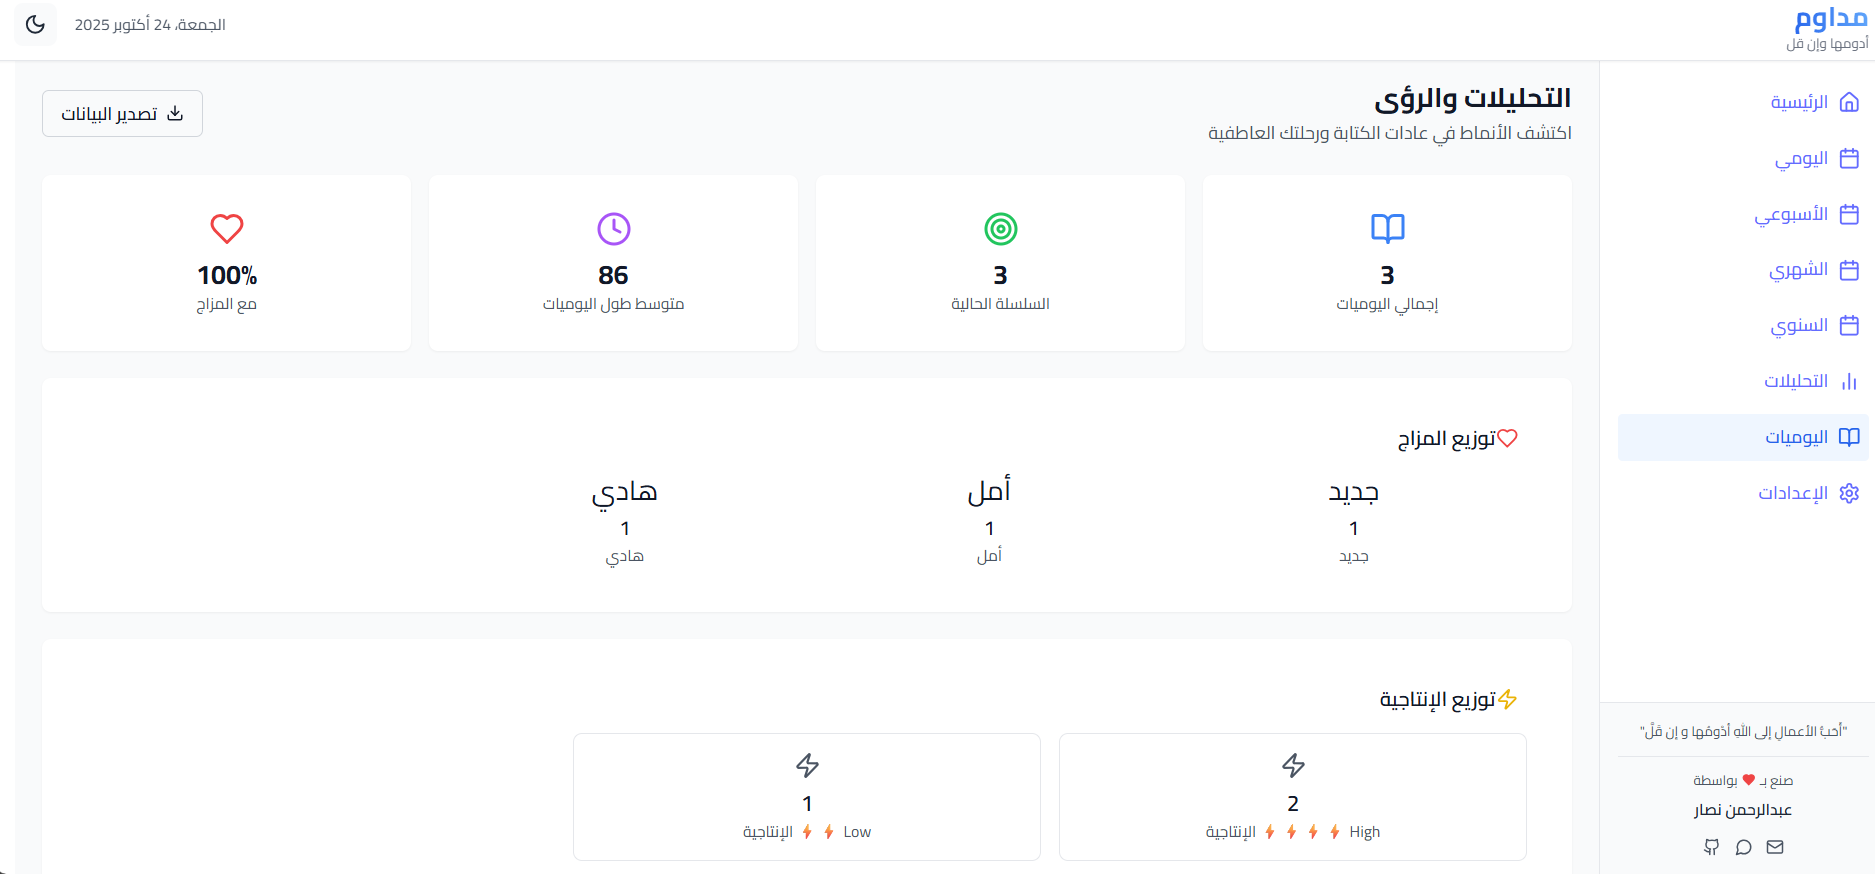 مداوم
أدومها وإن قل
الجمعة، 24 أكتوبر 2025
الرئيسية
اليومي
الأسبوعي
الشهري
السنوي
التحليلات
اليوميات
الإعدادات
"أَحَبُّ الأعمالِ إلى اللهِ أدْومُها و إن قَلَّ"
صنع بـ ❤ بواسطة
عبدالرحمن نصار
التحليلات والرؤى
اكتشف الأنماط في عادات الكتابة ورحلتك العاطفية
تصدير البيانات
3
إجمالي اليوميات
3
السلسلة الحالية
86
متوسط طول اليوميات
100%
مع المزاج
توزيع المزاج
جديد
1
جديد
أمل
1
أمل
هادي
1
هادي
توزيع الإنتاجية
2
High ⚡⚡⚡⚡ الإنتاجية
1
Low ⚡⚡ الإنتاجية